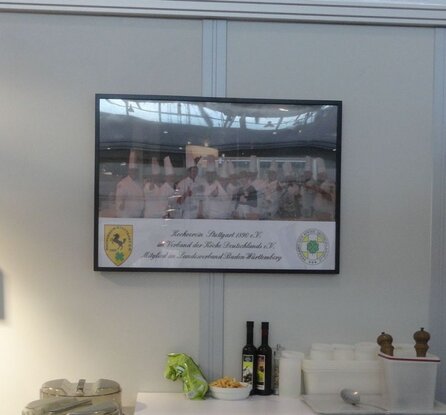 Kochverein Stuttgart 1890 e.V.
im Verband der Köche Deutschlands e.V.
Mitglied im Landesverband Baden Württemberg